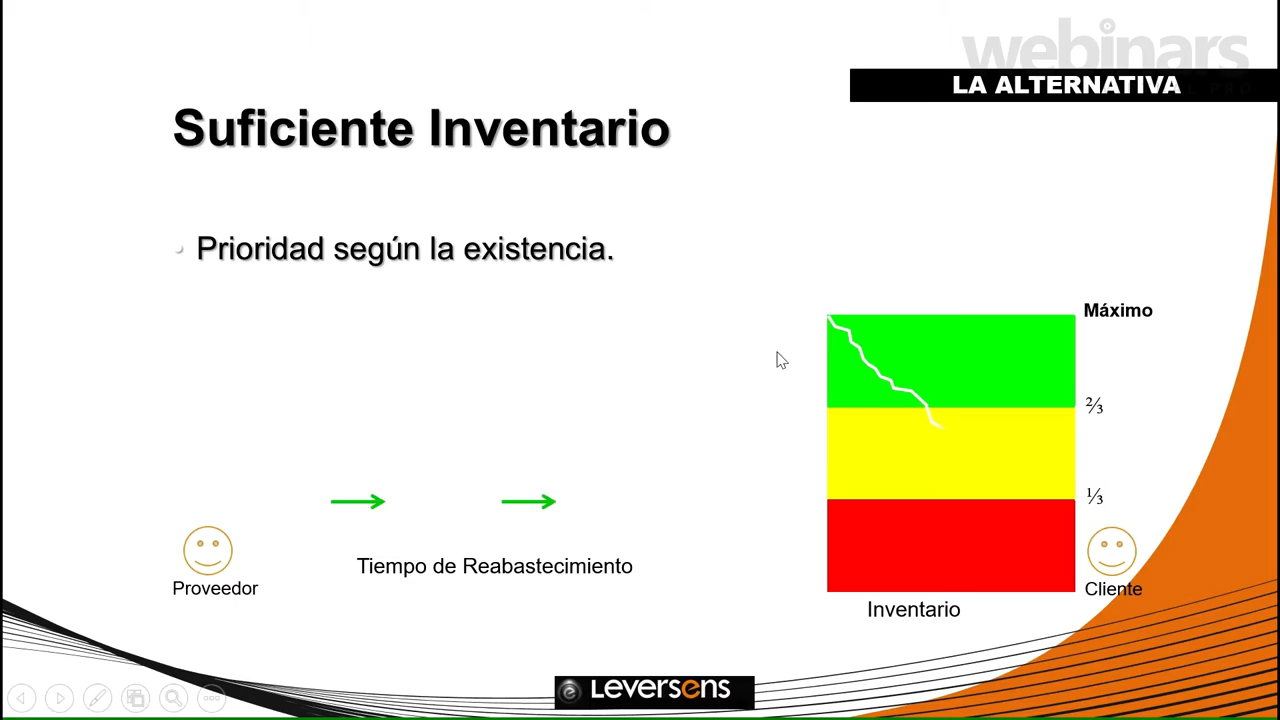 webinars
LA ALTERNATIVA
Suficiente Inventario
Prioridad según la existencia.
Máximo
⅔
⅓
Tiempo de Reabastecimiento
Proveedor
Cliente
Inventario
LeverSens